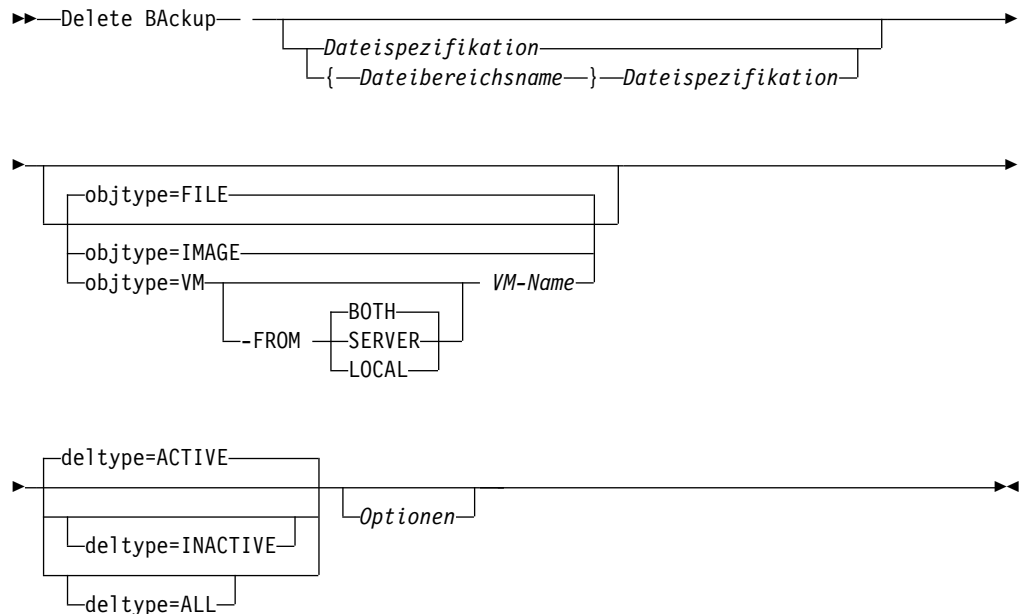 Delete BAckup
Dateispezifikation
{ Dateibereichsname } Dateispezifikation
objtype=FILE
objtype=IMAGE
objtype=VM VM-Name
BOTH
-FROM SERVER
LOCAL
deltype=ACTIVE
Optionen
deltype=INACTIVE
deltype=ALL